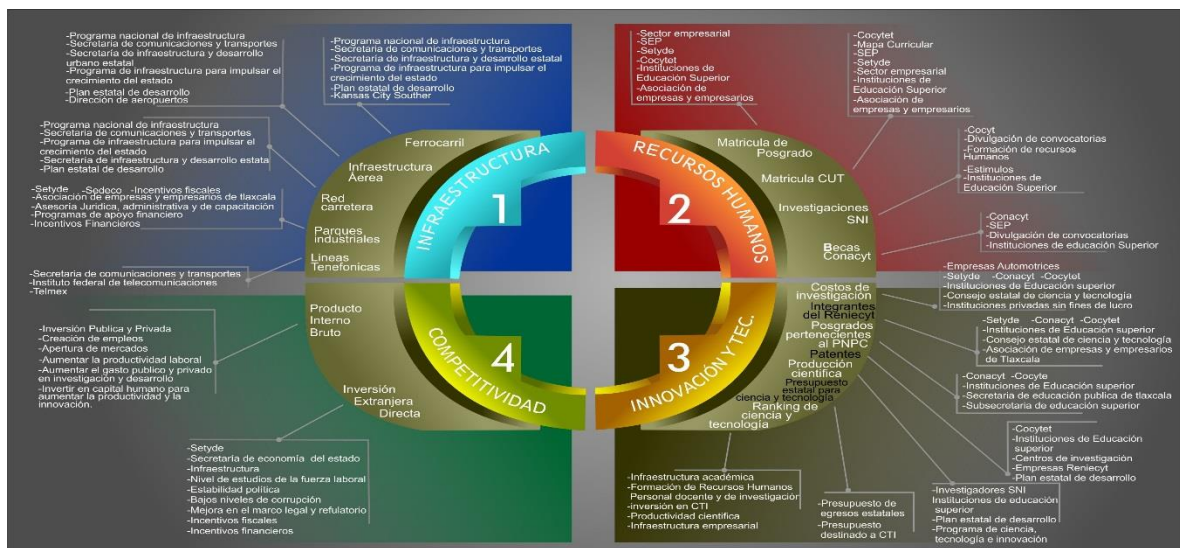 -Programa nacional de infraestructura
-Secretaria de comunicaciones y transportes
-Secretaría de infraestructura y desarrollo
urbano estatal
-Programa de infraestructura para impulsar el
crecimiento del estado
-Plan estatal de desarrollo
-Dirección de aeropuertos
-Programa nacional de infraestructura
-Secretaria de comunicaciones y transportes
-Secretaría de infraestructura y desarrollo estatal
-Programa de infraestructura para impulsar el
crecimiento del estado
-Plan estatal de desarrollo
-Kansas City Souther
-Programa nacional de infraestructura
-Secretaria de comunicaciones y transportes
-Programa de infraestructura para impulsar el
crecimiento del estado
-Secretaría de infraestructura y desarrollo estata
-Plan estatal de desarrollo
-Setyde -Sedeco -Incentivos fiscales
-Asociación de empresas y empresarios de tlaxcala
-Asesoría Jurídica, administrativa y de capacitación
-Programas de apoyo financiero
-Incentivos Financieros
-Secretaria de comunicaciones y transportes
-Instituto federal de telecomunicaciones
-Telmex
Ferrocarril
Infraestructura
Áerea
Red
carretera
Parques
industriales
Lineas
Tenefonicas
INFRAESTRUCTURA
1
-Sector empresarial
-SEP
-Setyde
-Cocytet
-Instituciones de
Educación Superior
-Asociación de
empresas y empresarios
-Cocytet
-Mapa Curricular
-SEP
-Setyde
-Sector empresarial
-Instituciones de
Educación Superior
-Asociación de
empresas y empresarios
-Cocyt
-Divulgación de convocatorias
-Formación de recursos
Humanos
-Estimulos
-Instituciones de
Educación Superior
-Conacyt
-SEP
-Divulgación de convocatorias
-Instituciones de educación Superior
Matricula de
Posgrado
Matricula CUT
Investigaciones
SNI
Becas
Conacyt
RECURSOS HUMANOS
2
Costos de
investigación
Integrantes
del Reniecyt
Posgrados
pertenecientes
al PNPC
Patentes
Producción
cientifica
Presupuesto
estatal para
ciencia y tecnología
Ranking de
ciencia y
tecnología
INNOVACIÓN Y TEC.
3
-Empresas Automotrices
-Setyde -Conacyt -Cocytet
-Instituciones de Educación superior
-Consejo estatal de ciencia y tecnología
-Instituciones privadas sin fines de lucro
-Setyde -Conacyt -Cocytet
-Instituciones de Educación superior
-Consejo estatal de ciencia y tecnología
-Asociación de empresas y empresarios
de Tlaxcala
-Conacyt -Cocyte
-Instituciones de Educación superior
-Secretaria de educación publica de tlaxcala
-Subsecretaria de educación superior
-Cocytet
-Instituciones de Educación
superior
-Centros de investigación
-Empresas Reniecyt
-Plan estatal de desarrollo
-Investigadores SNI
Instituciones de educación
superior
-Plan estatal de desarrollo
-Programa de ciencia,
tecnología e innovación
-Presupuesto de
egresos estatales
-Presupuesto
destinado a CTI
-Infraestructura académica
-Formación de Recursos Humanos
Personal docente y de investigación
-inversión en CTI
-Productividad cientifica
-Infraestructura empresarial
Producto
Interno
Bruto
Inversión
Extranjera
Directa
COMPETITIVIDAD
4
-Inversión Publica y Privada
-Creación de empleos
-Apertura de mercados
-Aumentar la productividad laboral
-Aumentar el gasto publico y privado
en investigación y desarrollo
-Invertir en capital humano para
aumentar la productividad y la
innovación.
-Setyde
-Secretaría de economía del estado
-Infraestructura
-Nivel de estudios de la fuerza laboral
-Estabilidad política
-Bajos niveles de corrupción
-Mejora en el marco legal y refulatorio
-Incentivos fiscales
-Incentivos financieros